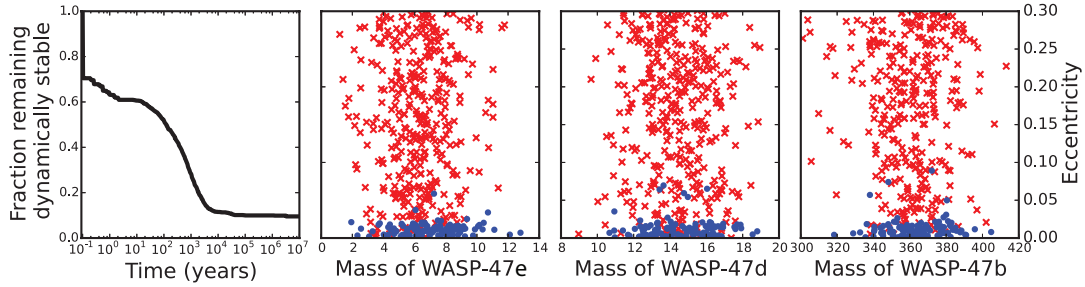 Fraction remaining
dynamically stable
1.0
0.8
0.6
0.4
0.2
0.0
10⁻¹ 10⁰ 10¹ 10² 10³ 10⁴ 10⁵ 10⁶ 10⁷
Time (years)
0 2 4 6 8 10 12 14
Mass of WASP-47e
8 10 12 14 16 18 20
Mass of WASP-47d
300 320 340 360 380 400 420
Mass of WASP-47b
0.30
0.25
0.20
0.15
0.10
0.05
0.00
Eccentricity